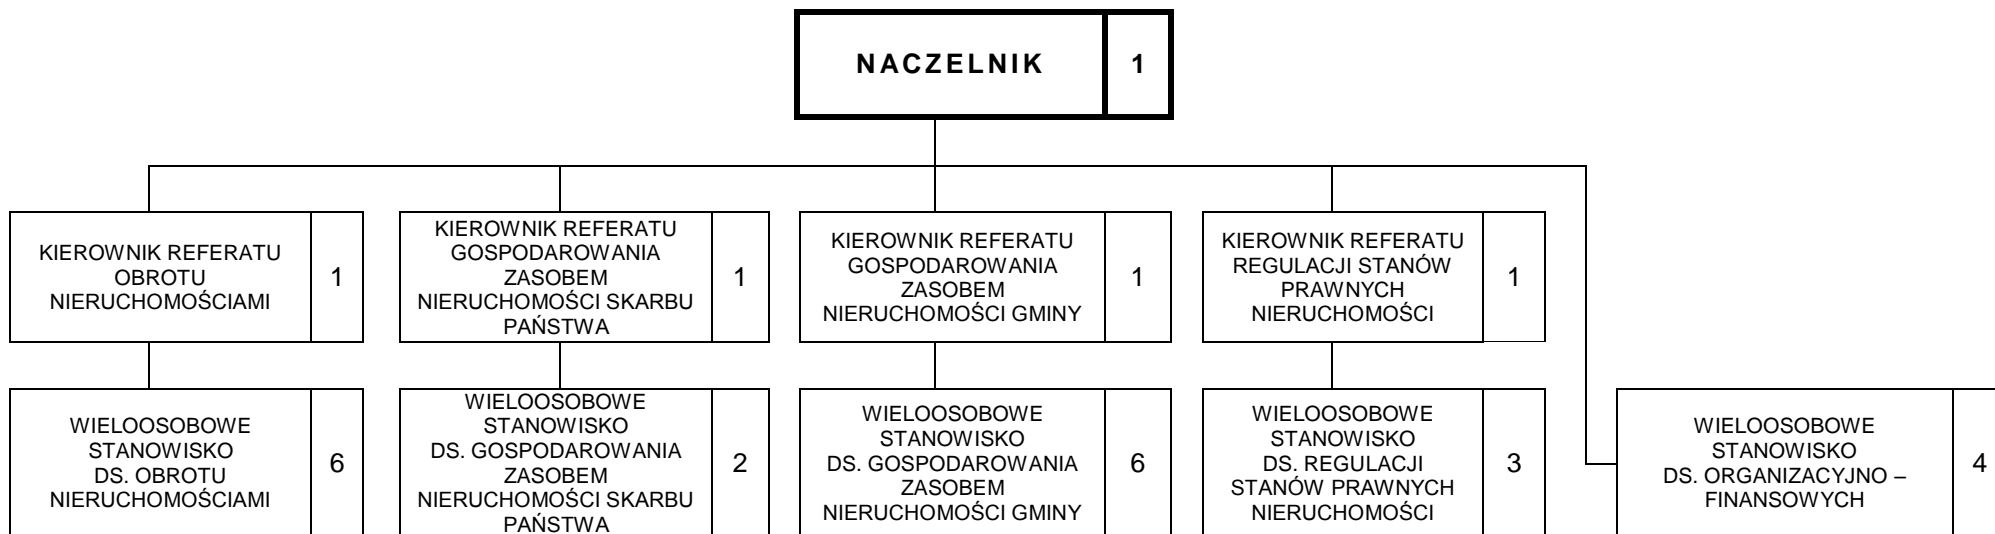 NACZELNIK
1
KIEROWNIK REFERATU
OBROTU
NIERUCHOMOŚCIAMI
1
KIEROWNIK REFERATU
GOSPODAROWANIA
ZASOBEM
NIERUCHOMOŚCI SKARBU
PAŃSTWA
1
KIEROWNIK REFERATU
GOSPODAROWANIA
ZASOBEM
NIERUCHOMOŚCI GMINY
1
KIEROWNIK REFERATU
REGULACJI STANÓW
PRAWNYCH
NIERUCHOMOŚCI
1
WIELOOSOBOWE
STANOWISKO
DS. OBROTU
NIERUCHOMOŚCIAMI
6
WIELOOSOBOWE
STANOWISKO
DS. GOSPODAROWANIA
ZASOBEM
NIERUCHOMOŚCI SKARBU
PAŃSTWA
2
WIELOOSOBOWE
STANOWISKO
DS. GOSPODAROWANIA
ZASOBEM
NIERUCHOMOŚCI GMINY
6
WIELOOSOBOWE
STANOWISKO
DS. REGULACJI
STANÓW PRAWNYCH
NIERUCHOMOŚCI
3
WIELOOSOBOWE
STANOWISKO
DS. ORGANIZACYJNO –
FINANSOWYCH
4